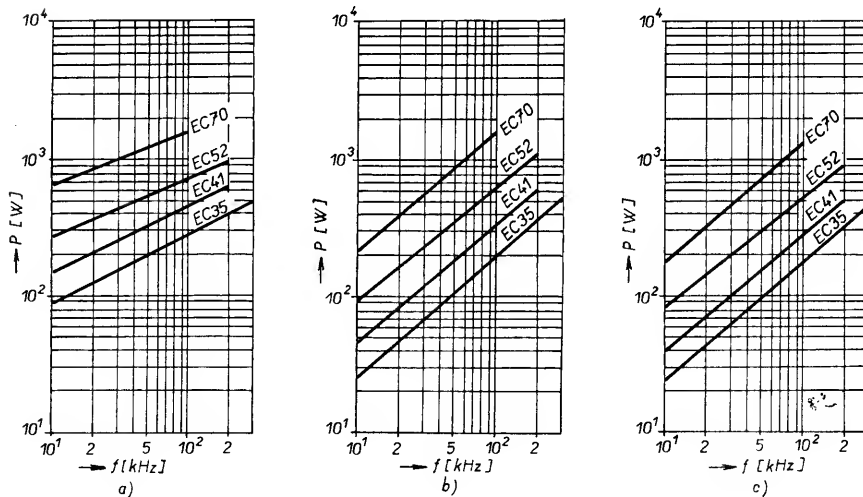 10⁴
10³
10²
10¹
P [W]
EC70
EC52
EC41
EC35
10¹ 2 5 10² 2
f [kHz]
a)
10⁴
10³
10²
10¹
P [W]
EC70
EC52
EC41
EC35
10¹ 2 5 10² 2
f [kHz]
b)
10⁴
10³
10²
10¹
P [W]
EC70
EC52
EC41
EC35
10¹ 2 5 10² 2
f [kHz]
c)